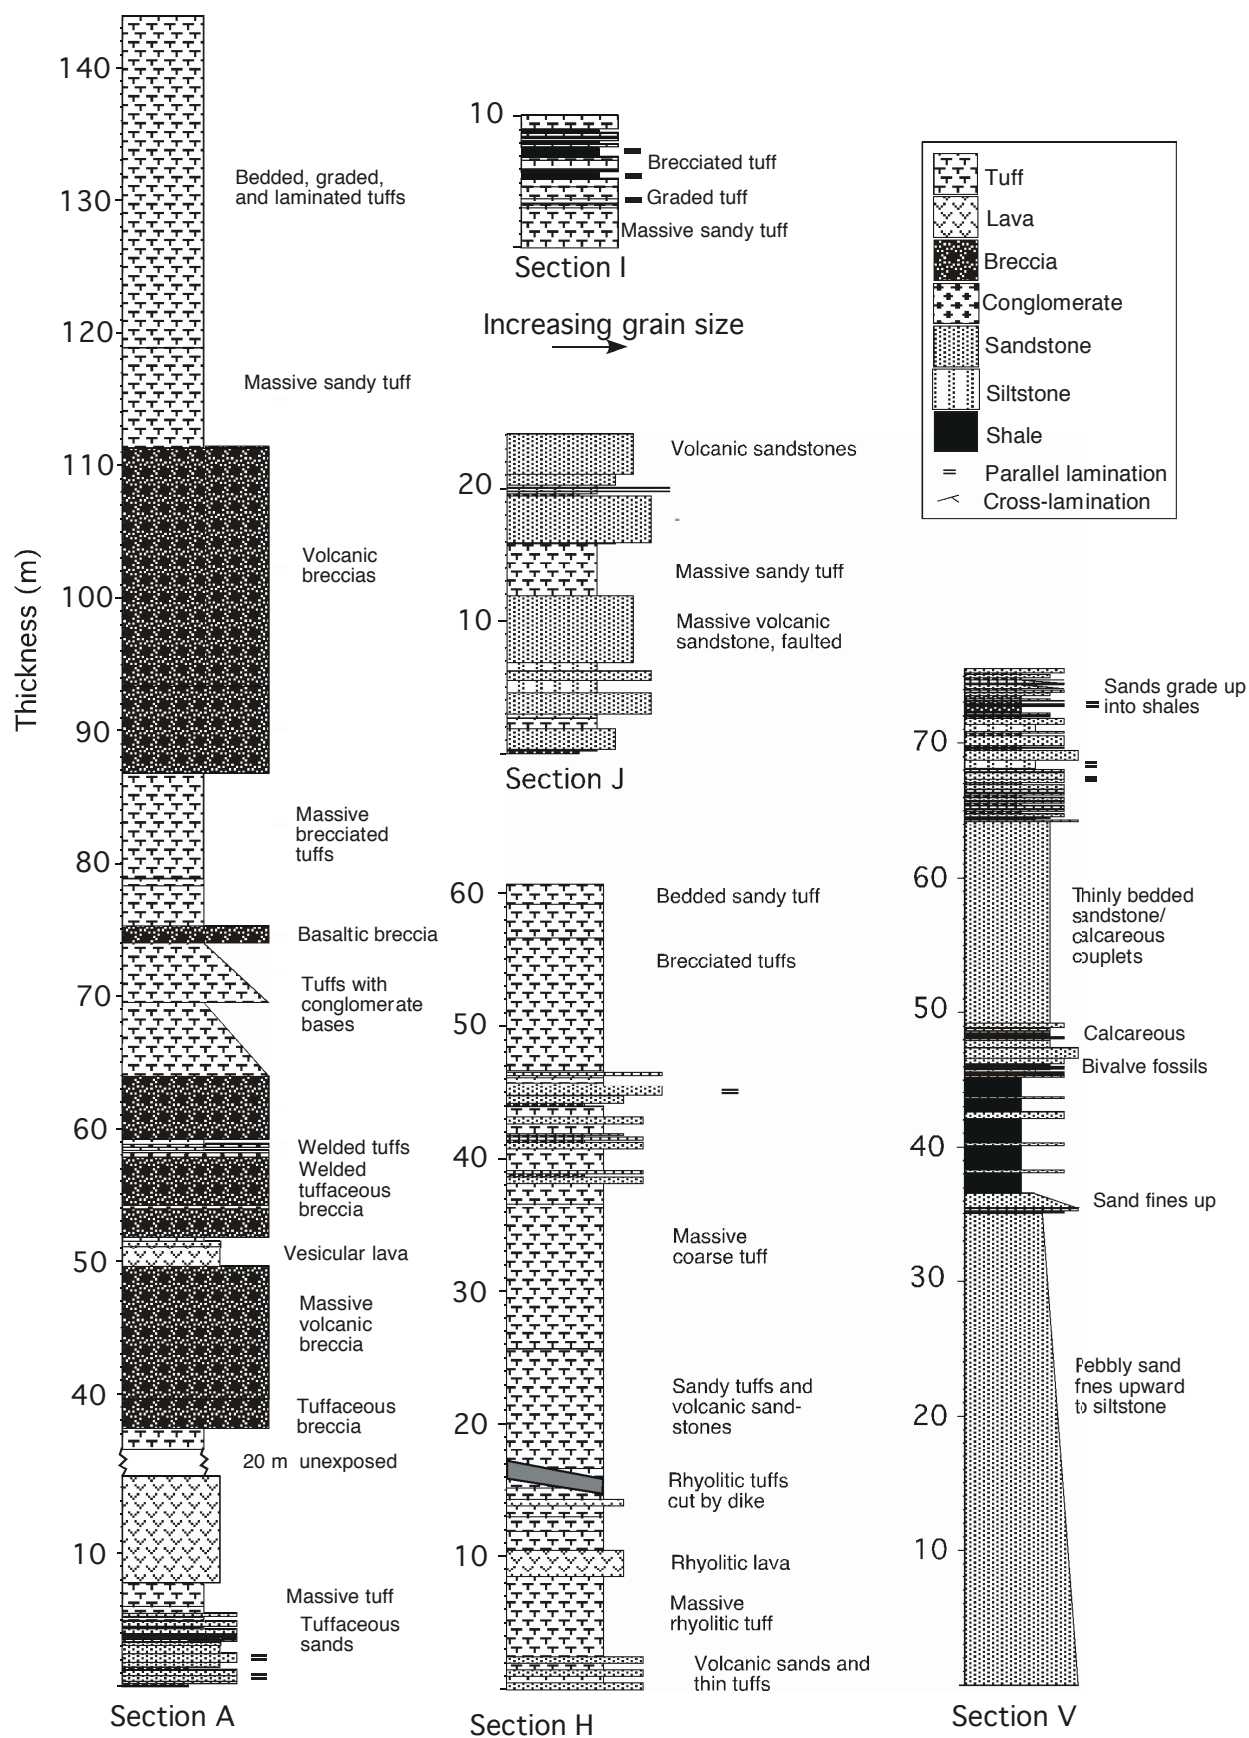 Thickness (m)
140
130
120
110
100
90
80
70
60
50
40
10
Bedded, graded,
and laminated tuffs
Massive sandy tuff
Volcanic
breccias
Massive
brecciated
tuffs
Basaltic breccia
Tuffs with
conglomerate
bases
Welded tuffs
Welded
tuffaceous
breccia
Vesicular lava
Massive
volcanic
breccia
Tuffaceous
breccia
20 m unexposed
Massive tuff
Tuffaceous
sands
Section A
10
Brecciated tuff
Graded tuff
Massive sandy tuff
Section I
Increasing grain size
20
10
Volcanic sandstones
Massive sandy tuff
Massive volcanic
sandstone, faulted
Section J
60
50
40
30
20
10
Bedded sandy tuff
Brecciated tuffs
Massive
coarse tuff
Sandy tuffs and
volcanic sand-
stones
Rhyolitic tuffs
cut by dike
Rhyolitic lava
Massive
rhyolitic tuff
Volcanic sands and
thin tuffs
Section H
Tuff
Lava
Breccia
Conglomerate
Sandstone
Siltstone
Shale
Parallel lamination
Cross-lamination
70
60
50
40
30
20
10
Sands grade up
into shales
Thinly bedded
sandstone/
calcareous
couplets
Calcareous
Bivalve fossils
Sand fines up
Pebbly sand
fines upward
to siltstone
Section V